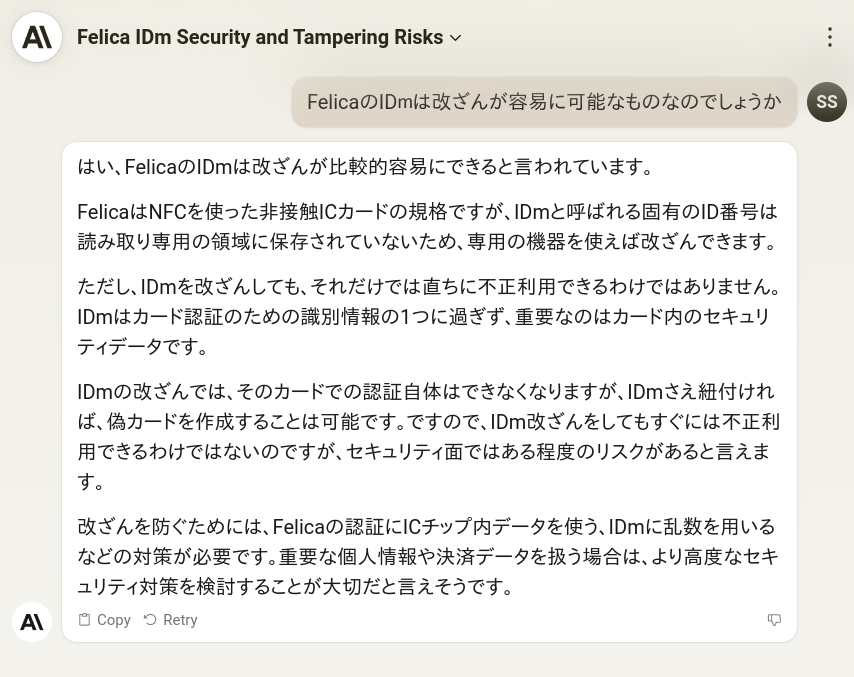 Felica IDm Security and Tampering Risks
FelicaのIDmは改ざんが容易に可能なものなのでしょうか
SS
はい、FelicaのIDmは改ざんが比較的容易にできると言われています。
FelicaはNFCを使った非接触ICカードの規格ですが、IDmと呼ばれる固有のID番号は
読み取り専用の領域に保存されていないため、専用の機器を使えば改ざんできます。
ただし、IDmを改ざんしても、それだけでは直ちに不正利用できるわけではありません。
IDmはカード認証のための識別情報の1つに過ぎず、重要なのはカード内のセキュリ
ティデータです。
IDmの改ざんでは、そのカードでの認証自体はできなくなりますが、IDmさえ紐付けれ
ば、偽カードを作成することは可能です。ですので、IDm改ざんをしてもすぐには不正利
用できるわけではないのですが、セキュリティ面ではある程度のリスクがあると言えま
す。
改ざんを防ぐためには、Felicaの認証にICチップ内データを使う、IDmに乱数を用いる
などの対策が必要です。重要な個人情報や決済データを扱う場合は、より高度なセキ
ュリティ対策を検討することが大切だと言えそうです。
Copy Retry